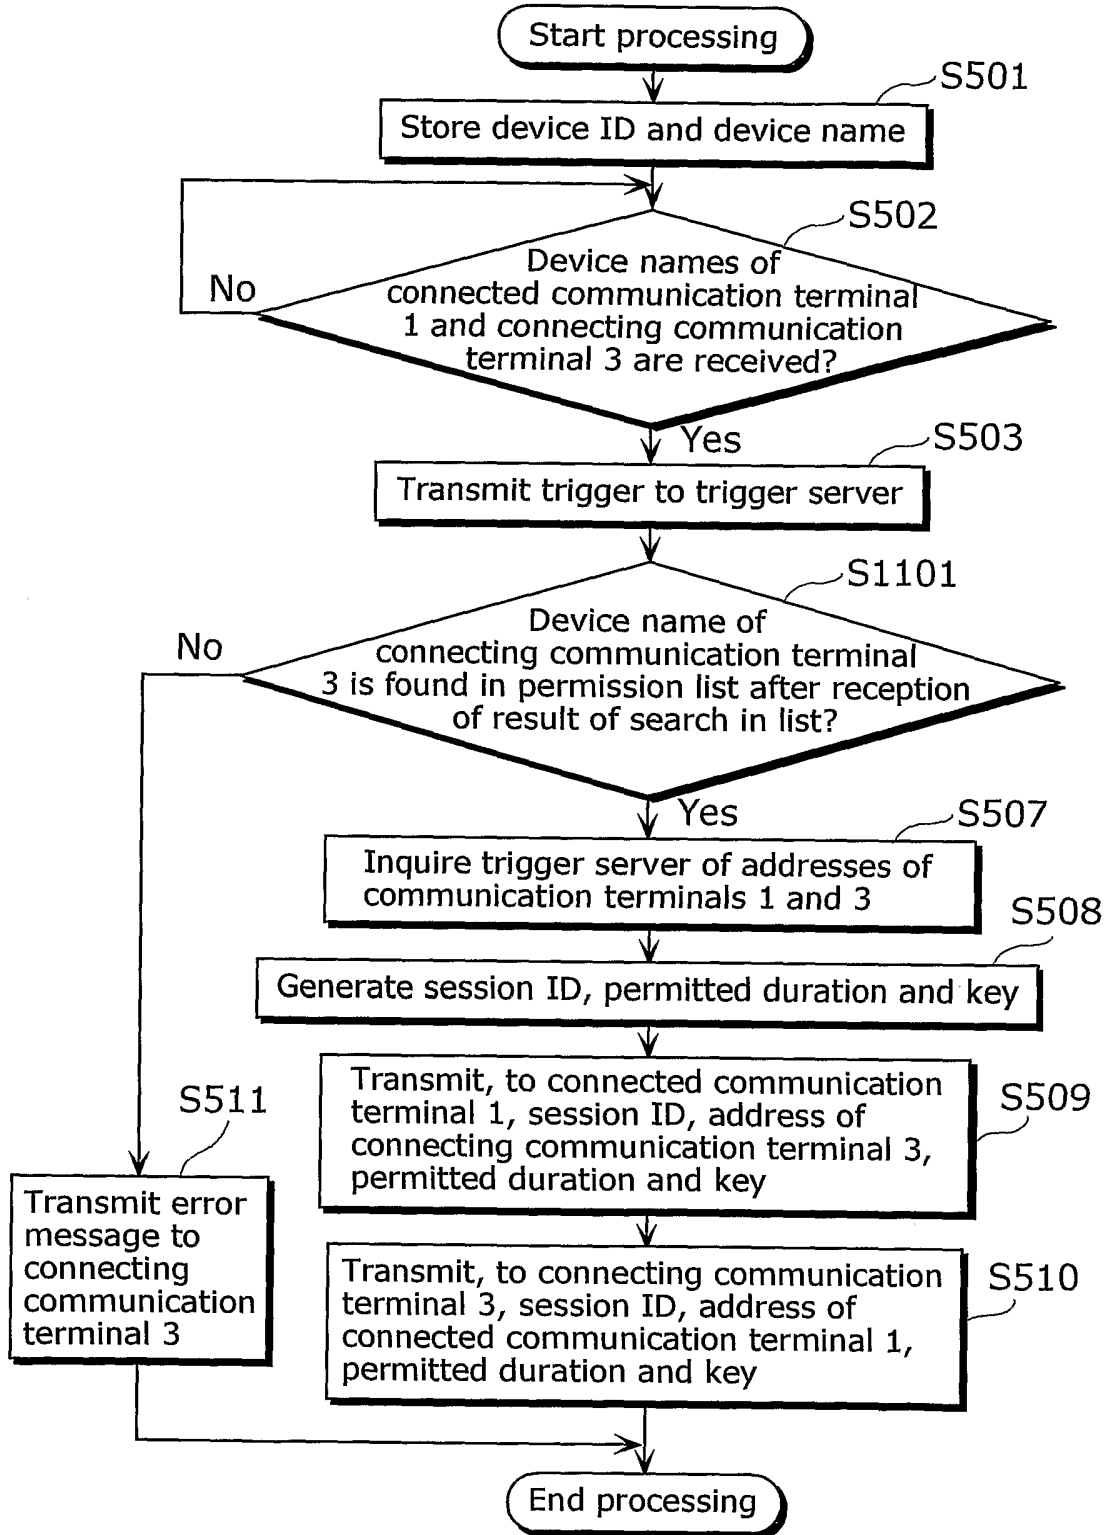 Start processing
S501
Store device ID and device name
S502
Device names of
connected communication terminal
1 and connecting communication
terminal 3 are received?
No
Yes
S503
Transmit trigger to trigger server
S1101
Device name of
connecting communication terminal
3 is found in permission list after reception
of result of search in list?
No
Yes
S507
Inquire trigger server of addresses of
communication terminals 1 and 3
S508
Generate session ID, permitted duration and key
S509
Transmit, to connected communication
terminal 1, session ID, address of
connecting communication terminal 3,
permitted duration and key
S511
Transmit error
message to
connecting
communication
terminal 3
S510
Transmit, to connecting communication
terminal 3, session ID, address of
connected communication terminal 1,
permitted duration and key
End processing